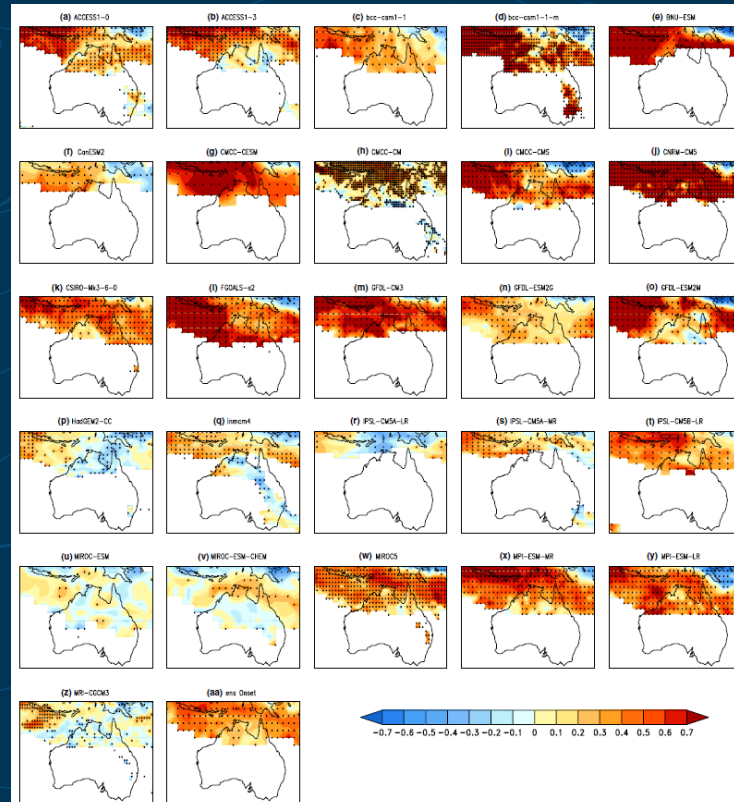 (a) ACCESS1-0
(b) ACCESS1-3
(c) bcc-csm1-1
(d) bcc-csm1-1-m
(e) BNU-ESM
(f) CanESM2
(g) CMCC-CESM
(h) CMCC-CM
(i) CMCC-CMS
(j) CNRM-CM5
(k) CSIRO-Mk3-6-0
(l) FGOALS-s2
(m) GFDL-CM3
(n) GFDL-ESM2G
(o) GFDL-ESM2M
(p) HadGEM2-CC
(q) inmcm4
(r) IPSL-CM5A-LR
(s) IPSL-CM5A-MR
(t) IPSL-CM5B-LR
(u) MIROC-ESM
(v) MIROC-ESM-CHEM
(w) MIROC5
(x) MPI-ESM-MR
(y) MPI-ESM-LR
(z) MRI-CGCM3
(aa) ens Onset
-0.7 -0.6 -0.5 -0.4 -0.3 -0.2 -0.1 0 0.1 0.2 0.3 0.4 0.5 0.6 0.7